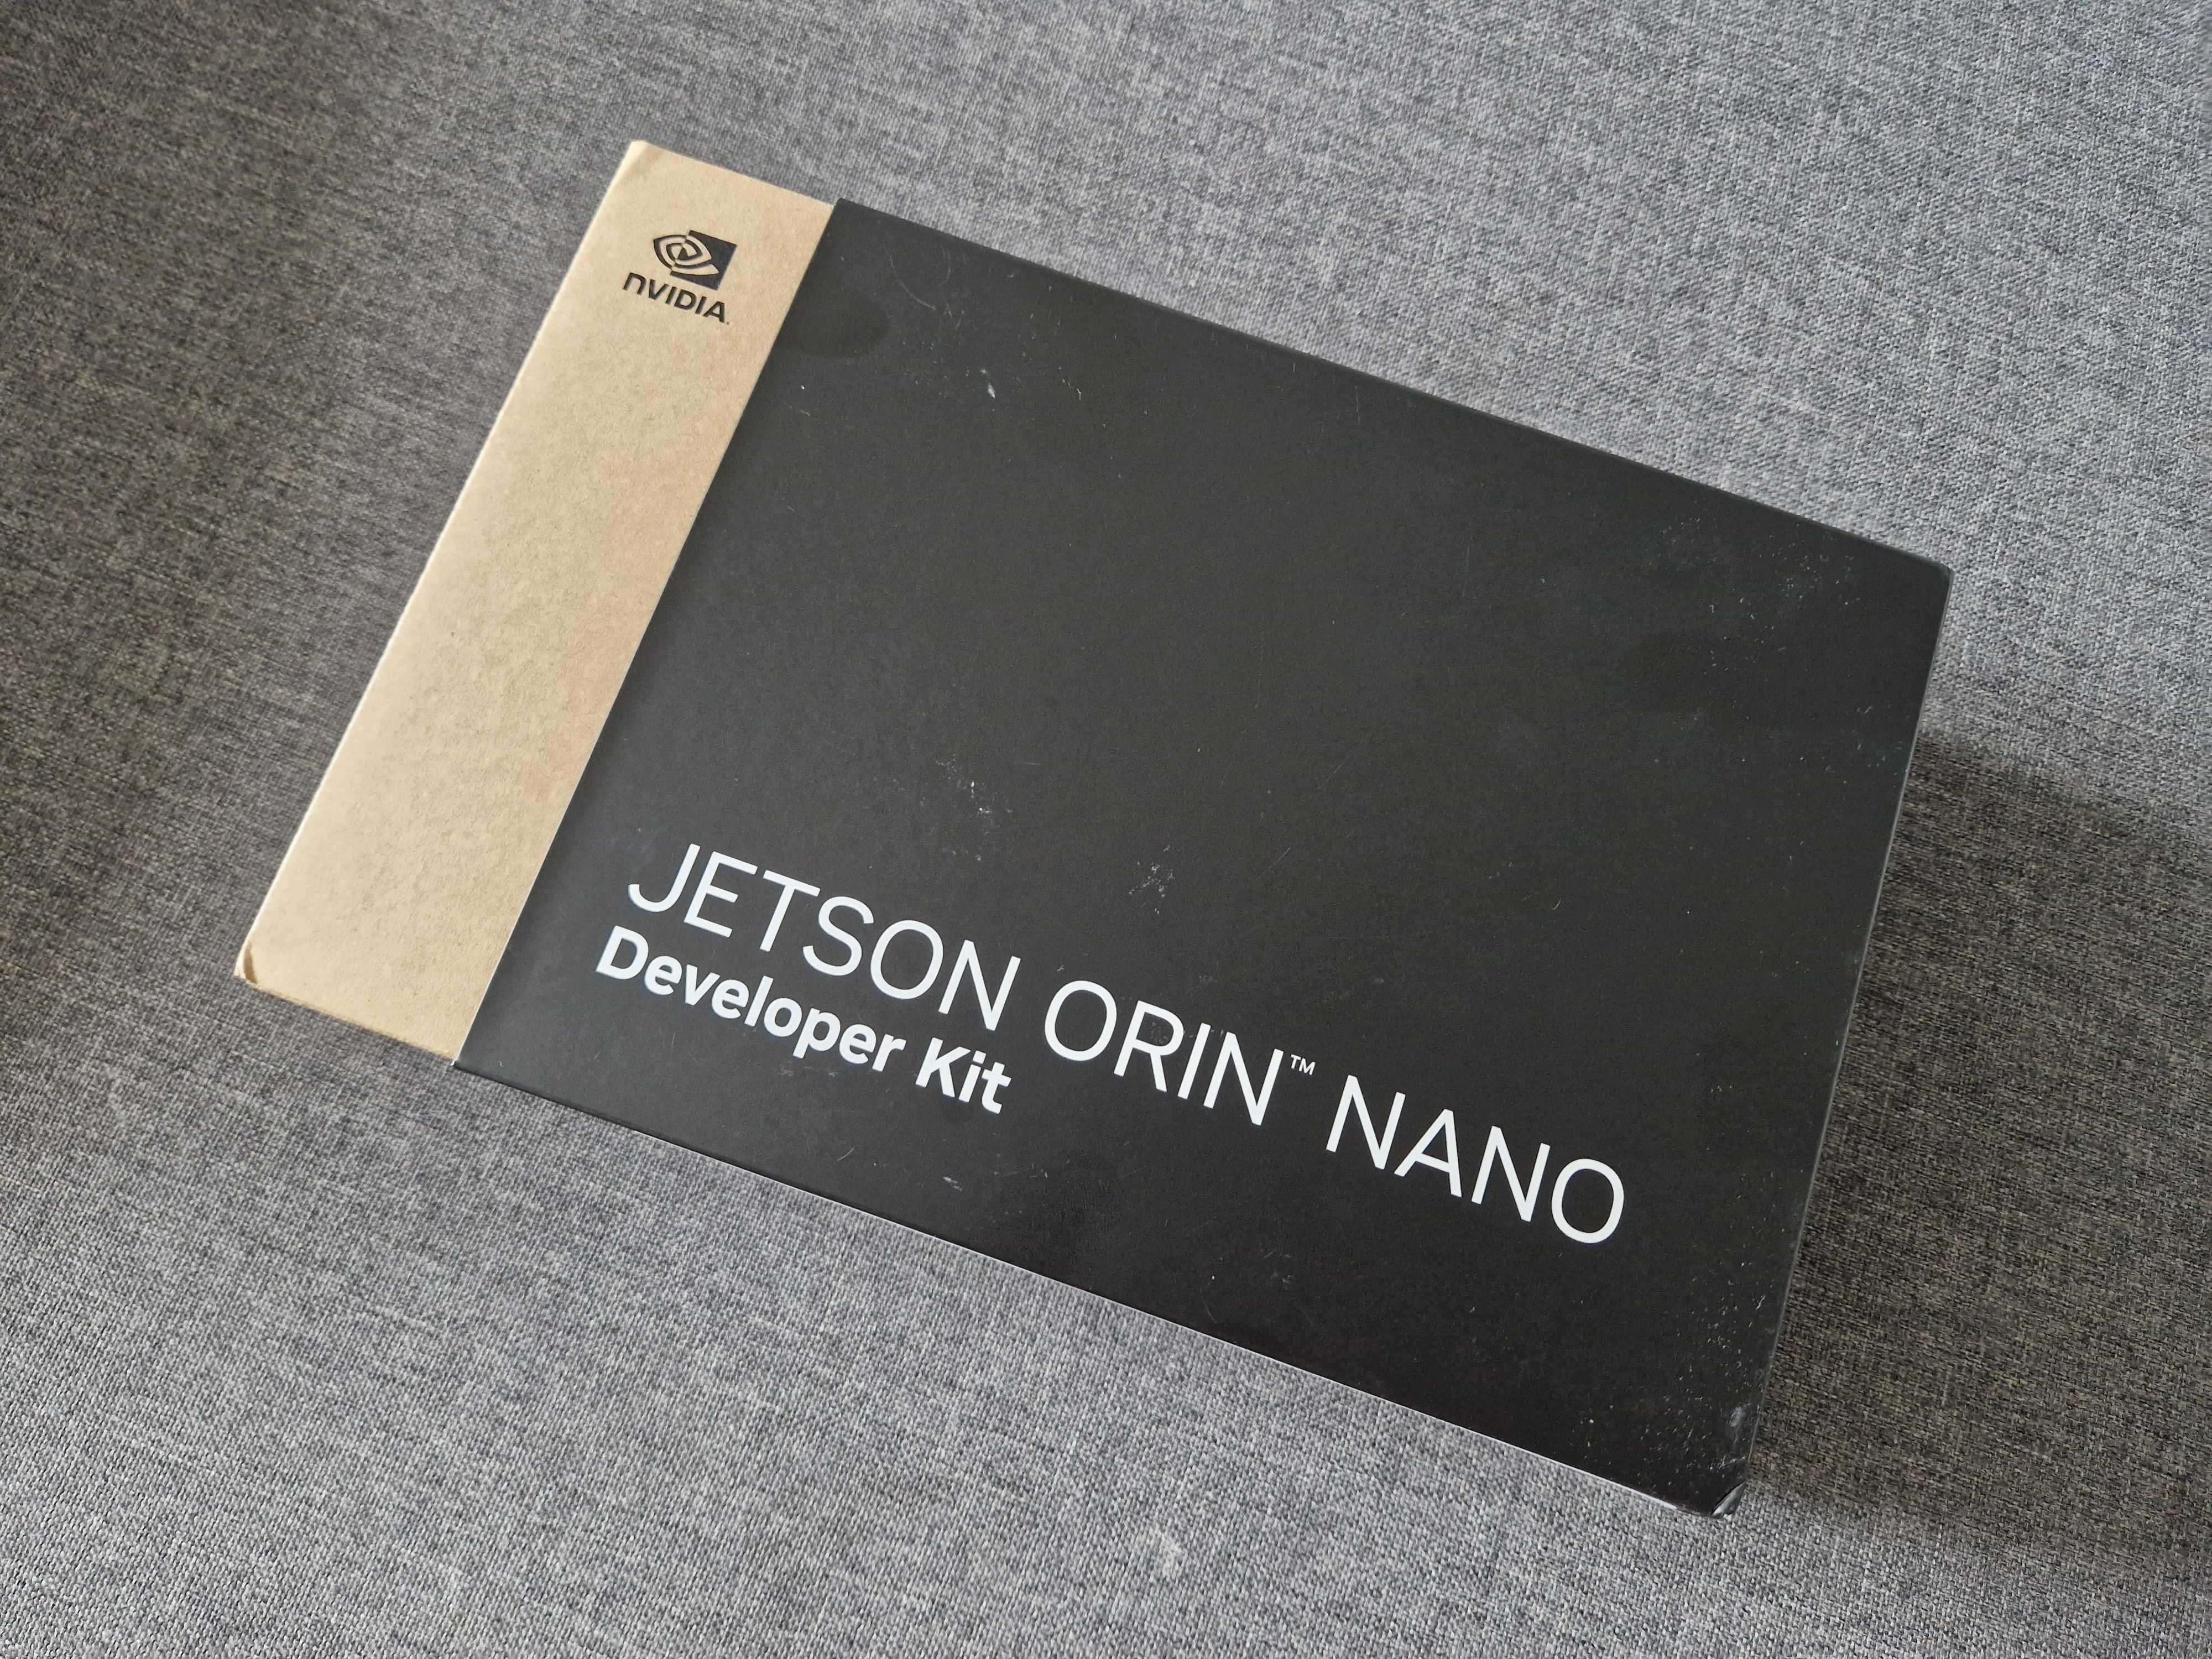 NVIDIA
JETSON ORIN™ NANO
Developer Kit